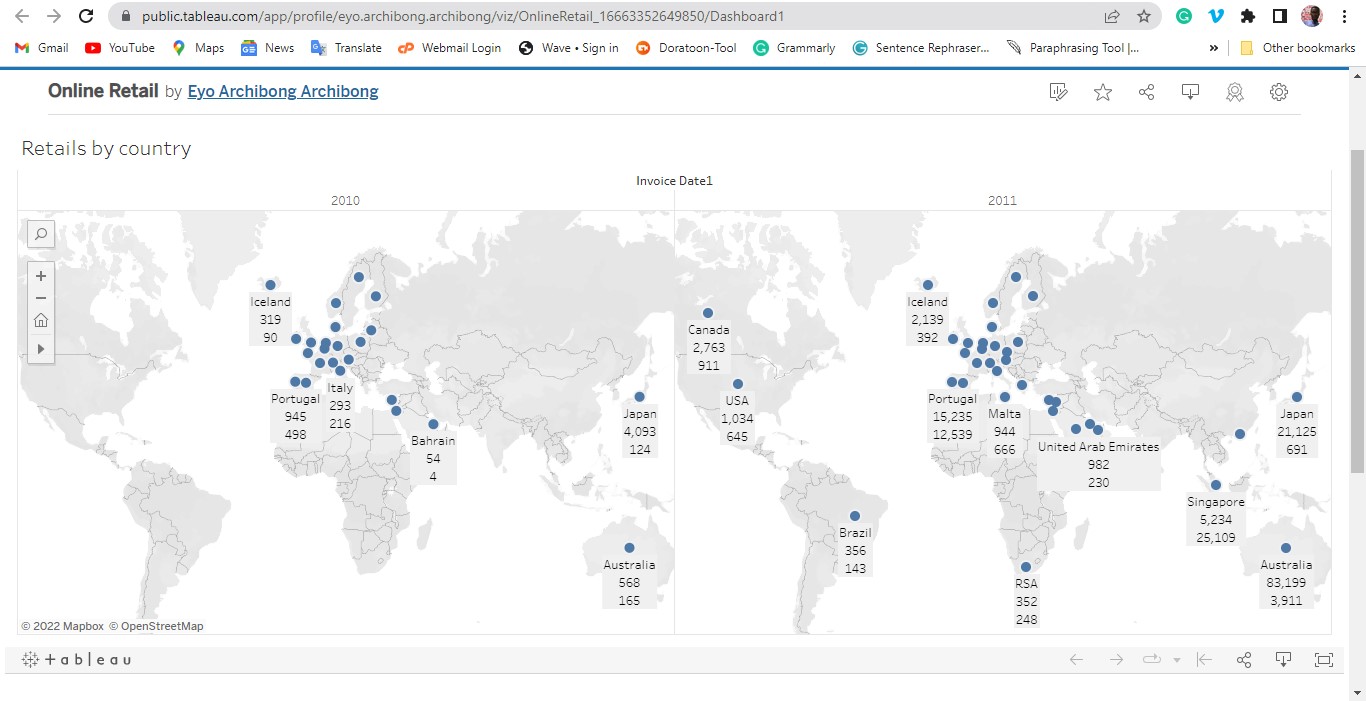 public.tableau.com/app/profile/eyo.archibong.archibong/viz/OnlineRetail_16663352649850/Dashboard1
Gmail YouTube Maps News Translate Webmail Login Wave • Sign in Doratoon-Tool Grammarly Sentence Rephraser... Paraphrasing Tool |... » Other bookmarks
Online Retail by Eyo Archibong Archibong
Retails by country
Invoice Date1
2010
2011
Iceland
319
90
Portugal
945
498
Italy
293
216
Bahrain
54
4
Japan
4,093
124
Australia
568
165
Canada
2,763
911
USA
1,034
645
Iceland
2,139
392
Portugal
15,235
12,539
Malta
944
666
United Arab Emirates
982
230
Japan
21,125
691
Singapore
5,234
25,109
Brazil
356
143
RSA
352
248
Australia
83,199
3,911
© 2022 Mapbox © OpenStreetMap
+ableau